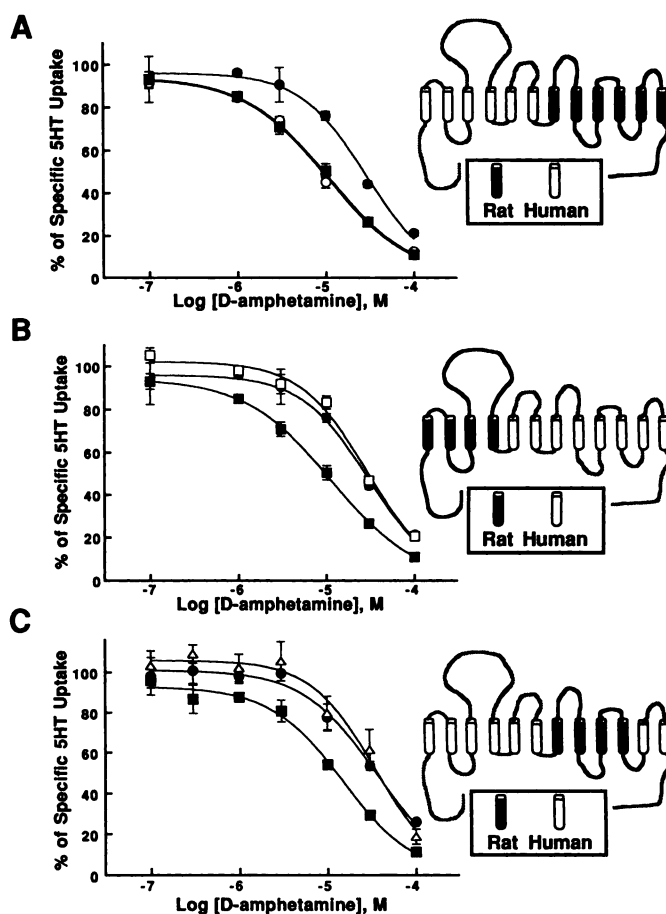 A
% of Specific 5HT Uptake
100
80
60
40
20
0
-7
-6
-5
-4
Log [D-amphetamine], M
Rat Human
B
% of Specific 5HT Uptake
100
80
60
40
20
0
-7
-6
-5
-4
Log [D-amphetamine], M
Rat Human
C
% of Specific 5HT Uptake
100
80
60
40
20
0
-7
-6
-5
-4
Log [D-amphetamine], M
Rat Human